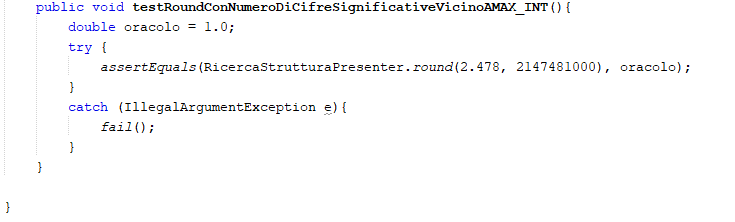 public void testRoundConNumeroDiCifreSignificativeVicinoAMAX_INT(){
double oracolo = 1.0;
try {
assertEquals(RicercaStrutturaPresenter.round(2.478, 2147481000), oracolo);
}
catch (IllegalArgumentException e){
fail();
}
}
}